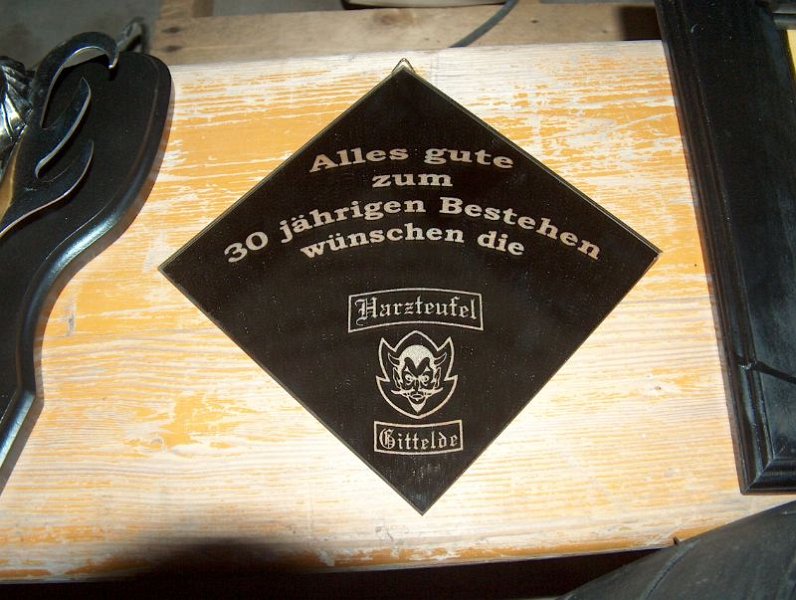 Alles gute
zum
30 jährigen Bestehen
wünschen die
Harzteufel
Gittelde